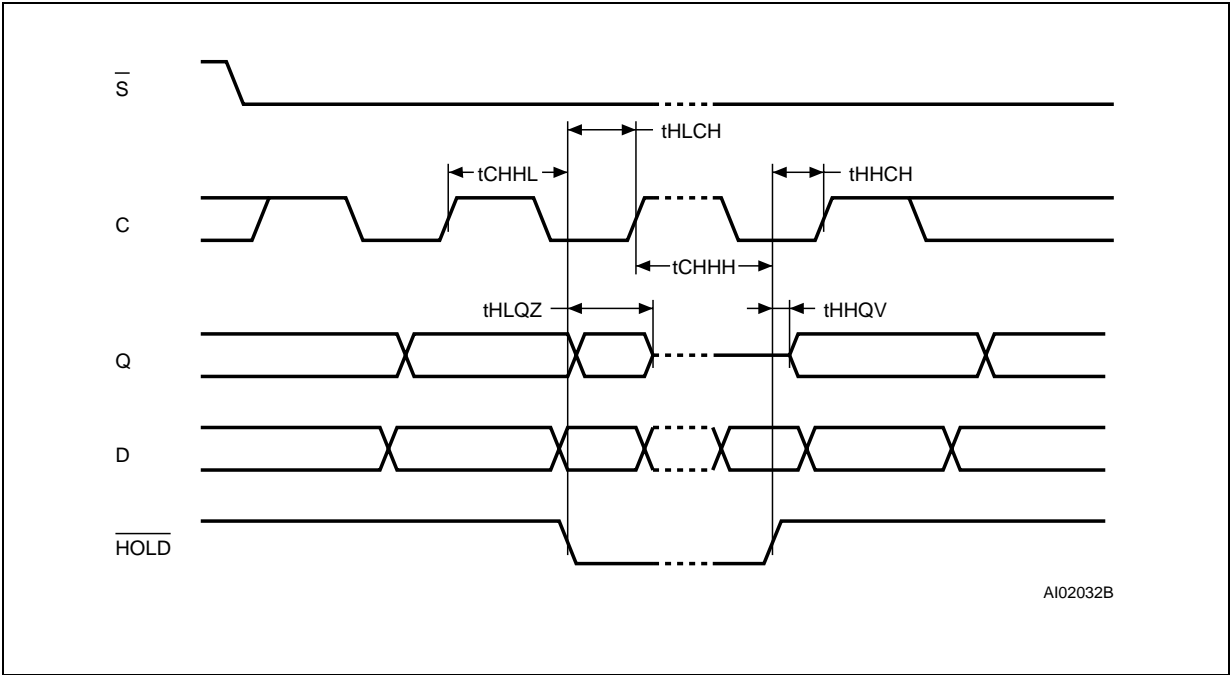 S
tHLCH
tCHHL
tHHCH
C
tCHHH
tHLQZ
tHHQV
Q
D
HOLD
AI02032B